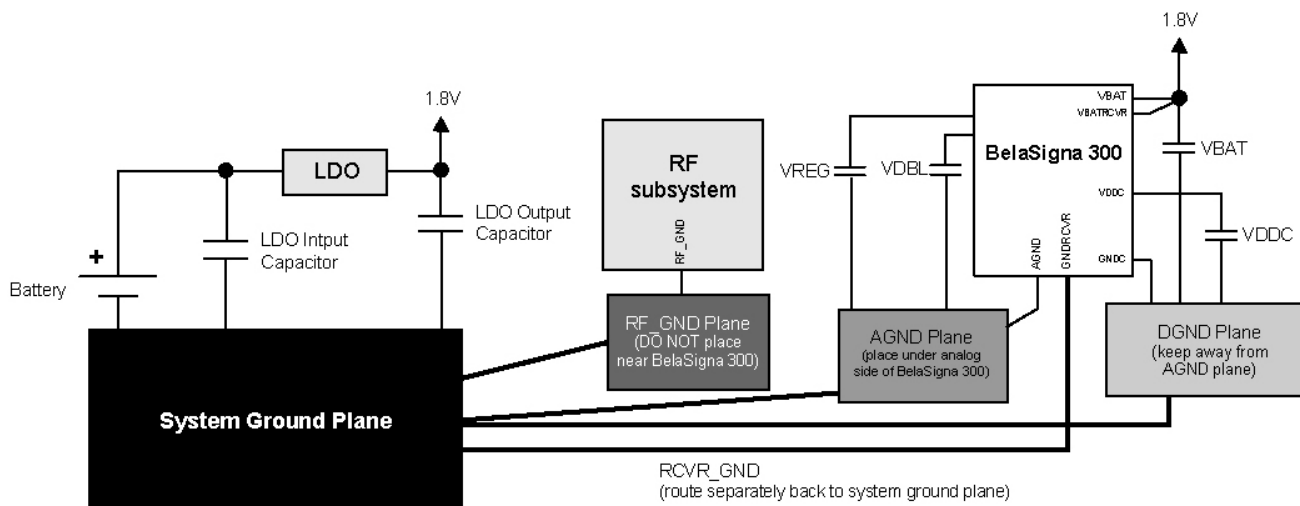 1.8V
LDO
LDO Output
Capacitor
LDO Intput
Capacitor
+
Battery
System Ground Plane
RF
subsystem
RF_GND
RF_GND Plane
(DO NOT place
near BelaSigna 300)
VREG
VDBL
1.8V
VBAT
VBATRCVR
BelaSigna 300
VBAT
VDDC
VDDC
AGND
GNDRCVR
GNDC
AGND Plane
(place under analog
side of BelaSigna 300)
DGND Plane
(keep away from
AGND plane)
RCVR_GND
(route separately back to system ground plane)